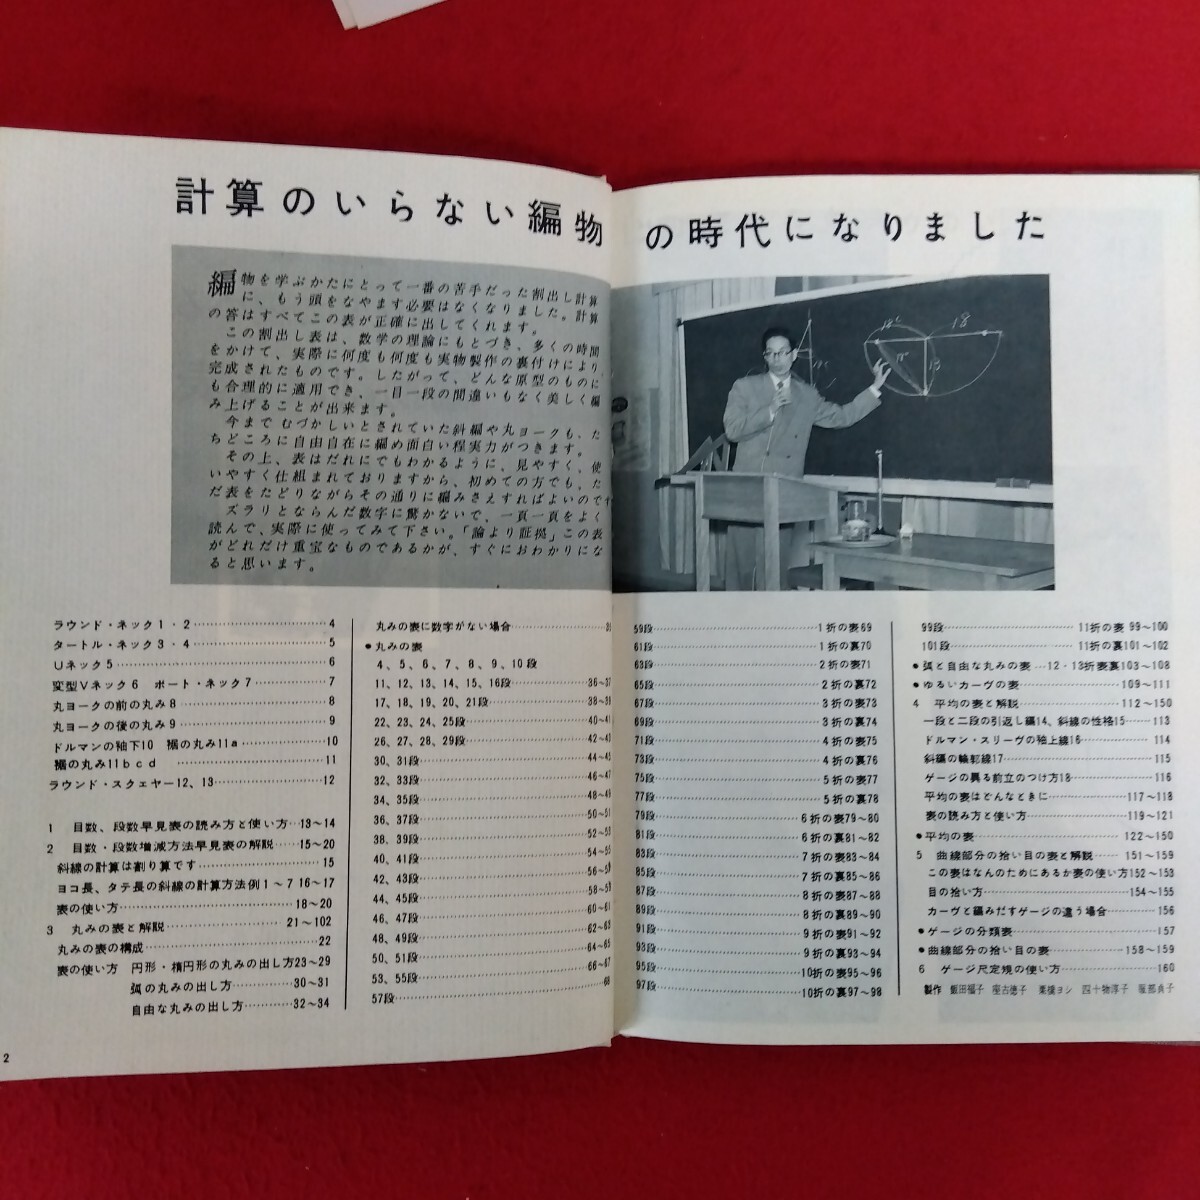 計算のいらない編物の時代になりました
編物を学ぶかたにとって一番の苦手だった割出し計算
に、もう頭をなやます必要はなくなりました。計算
の答はすべてこの表が正確に出してくれます。
この割出し表は、数学の理論にもとづき、多くの時間
をかけて、実際に何度も何度も実物製作の裏付けにより、
完成されたものです。したがって、どんな原型のものに
も合理的に適用でき、一目一段の間違いもなく美しく編
み上げることが出来ます。
今までむづかしいとされていた斜編や丸ヨークも、た
ちどころに自由自在に編め面白い程実力がつきます。
その上、表はだれにでもわかるように、見やすく、使
いやすく仕組まれておりますから、初めての方でも、た
だ表をたどりながらその通りに編みさえすればよいのです
ズラリとならんだ数字に驚かないで、一頁一頁をよく
読んで、実際に使ってみて下さい。「論より証拠」この表
がどれだけ重宝なものであるかが、すぐにおわかりにな
ると思います。
18
13
ラウンド・ネック1・2……4
タートル・ネック3・4……5
Uネック5……6
変型Vネック6 ボート・ネック7……7
丸ヨークの前の丸み8……8
丸ヨークの後の丸み9……9
ドルマンの袖下10 裾の丸み11a……10
裾の丸み11bcd……11
ラウンド・スクェヤー12、13……12
1 目数、段数早見表の読み方と使い方…13〜14
2 目数・段数増減方法早見表の解説……15〜20
斜線の計算は割り算です……15
ヨコ長、タテ長の斜線の計算方法例1〜7 16〜17
表の使い方……18〜20
3 丸みの表と解説……21〜102
丸みの表の構成……22
表の使い方 円形・楕円形の丸みの出し方23〜29
弧の丸みの出し方……30〜31
自由な丸みの出し方……32〜34
2
丸みの表に数字がない場合……35
●丸みの表
4、5、6、7、8、9、10段
11、12、13、14、15、16段……36〜37
17、18、19、20、21段……38〜39
22、23、24、25段……40〜41
26、27、28、29段……42〜43
30、31段……44〜45
32、33段……46〜47
34、35段……48〜49
36、37段……50〜51
38、39段……52〜53
40、41段……54〜55
42、43段……56〜57
44、45段……58〜59
46、47段……60〜61
48、49段……62〜63
50、51段……64〜65
53、55段……66〜67
57段……68
59段……1折の表69
61段……1折の裏70
63段……2折の表71
65段……2折の裏72
67段……3折の表73
69段……3折の裏74
71段……4折の表75
73段……4折の裏76
75段……5折の表77
77段……5折の裏78
79段……6折の表79〜80
81段……6折の裏81〜82
83段……7折の表83〜84
85段……7折の裏85〜86
87段……8折の表87〜88
89段……8折の裏89〜90
91段……9折の表91〜92
93段……9折の裏93〜94
95段……10折の表95〜96
97段……10折の裏97〜98
99段……11折の表99〜100
101段……11折の裏101〜102
●弧と自由な丸みの表…12・13折表裏103〜108
●ゆるいカーヴの表……109〜111
4 平均の表と解説……112〜150
一段と二段の引返し編14、斜線の性格15……113
ドルマン・スリーヴの袖上線16……114
斜編の輪郭線17……115
ゲージの異る前立のつけ方18……116
平均の表はどんなときに……117〜118
表の読み方と使い方……119〜121
●平均の表……122〜150
5 曲線部分の拾い目の表と解説……151〜159
この表はなんのためにあるか表の使い方152〜153
目の拾い方……154〜155
カーヴと編みだすゲージの違う場合……156
●ゲージの分類表……157
●曲線部分の拾い目の表……158〜159
6 ゲージ尺定規の使い方……160
製作 飯田福子 座古徳子 栗後ヨシ 四十物淳子 服部貞子